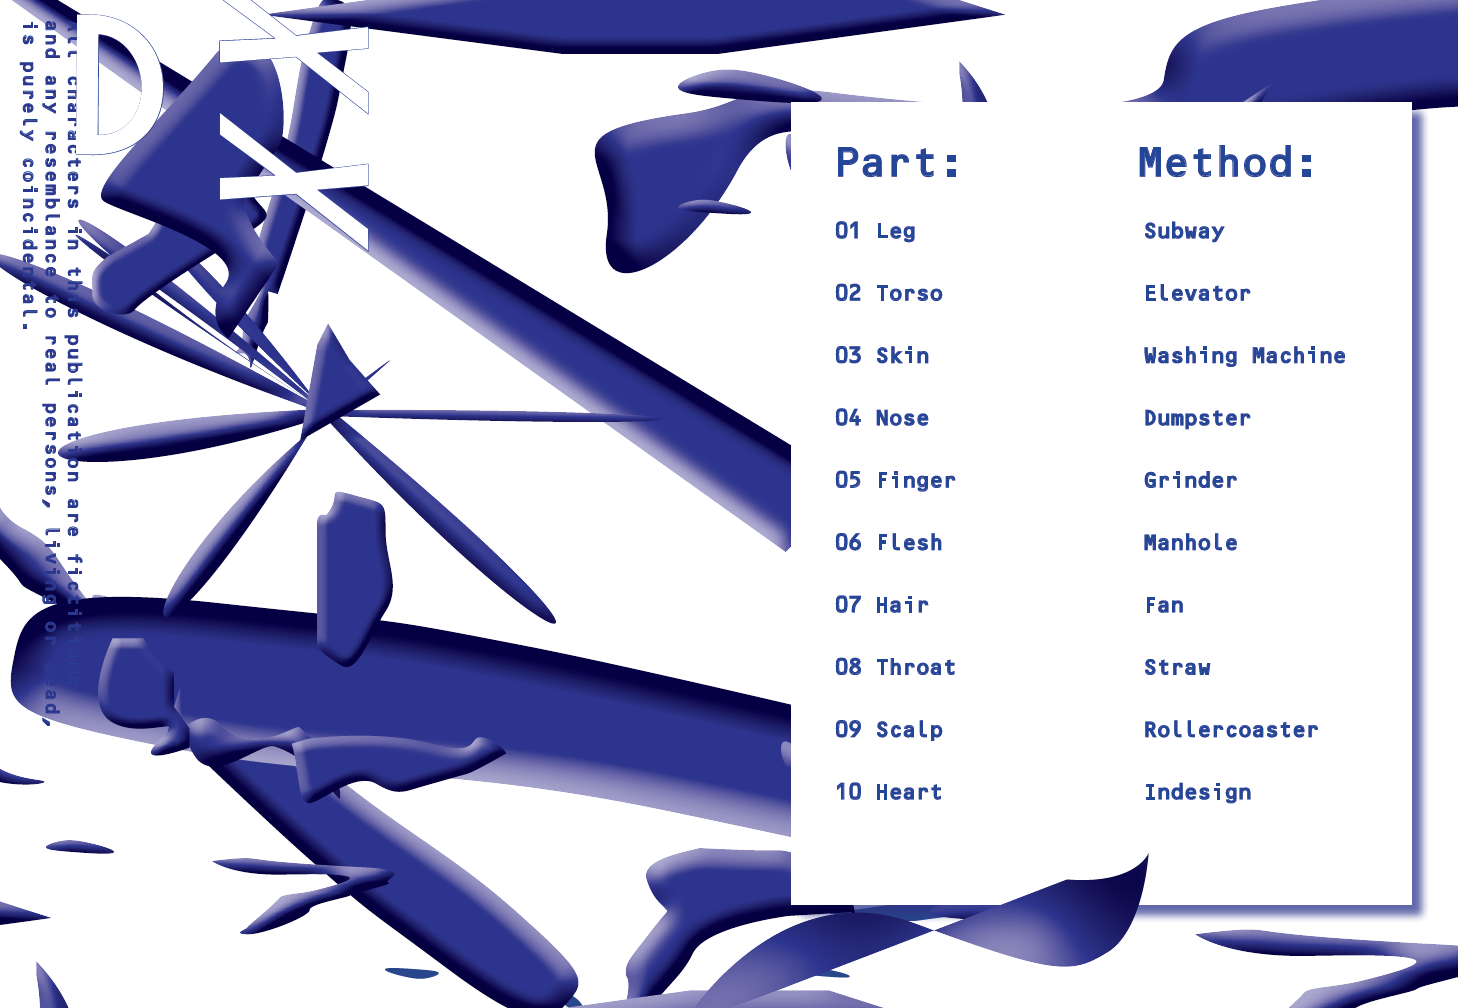 All characters in this publication are fictitious
and any resemblance to real persons, living or dead,
is purely coincidental.
D
X
X
Part: Method:
01 Leg Subway
02 Torso Elevator
03 Skin Washing Machine
04 Nose Dumpster
05 Finger Grinder
06 Flesh Manhole
07 Hair Fan
08 Throat Straw
09 Scalp Rollercoaster
10 Heart Indesign